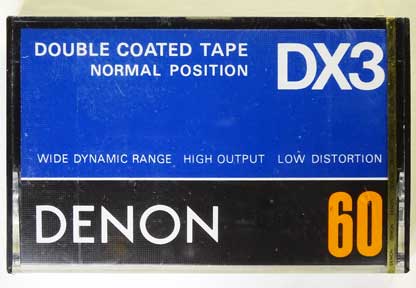 DOUBLE COATED TAPE DX3
NORMAL POSITION
WIDE DYNAMIC RANGE HIGH OUTPUT LOW DISTORTION
DENON 60